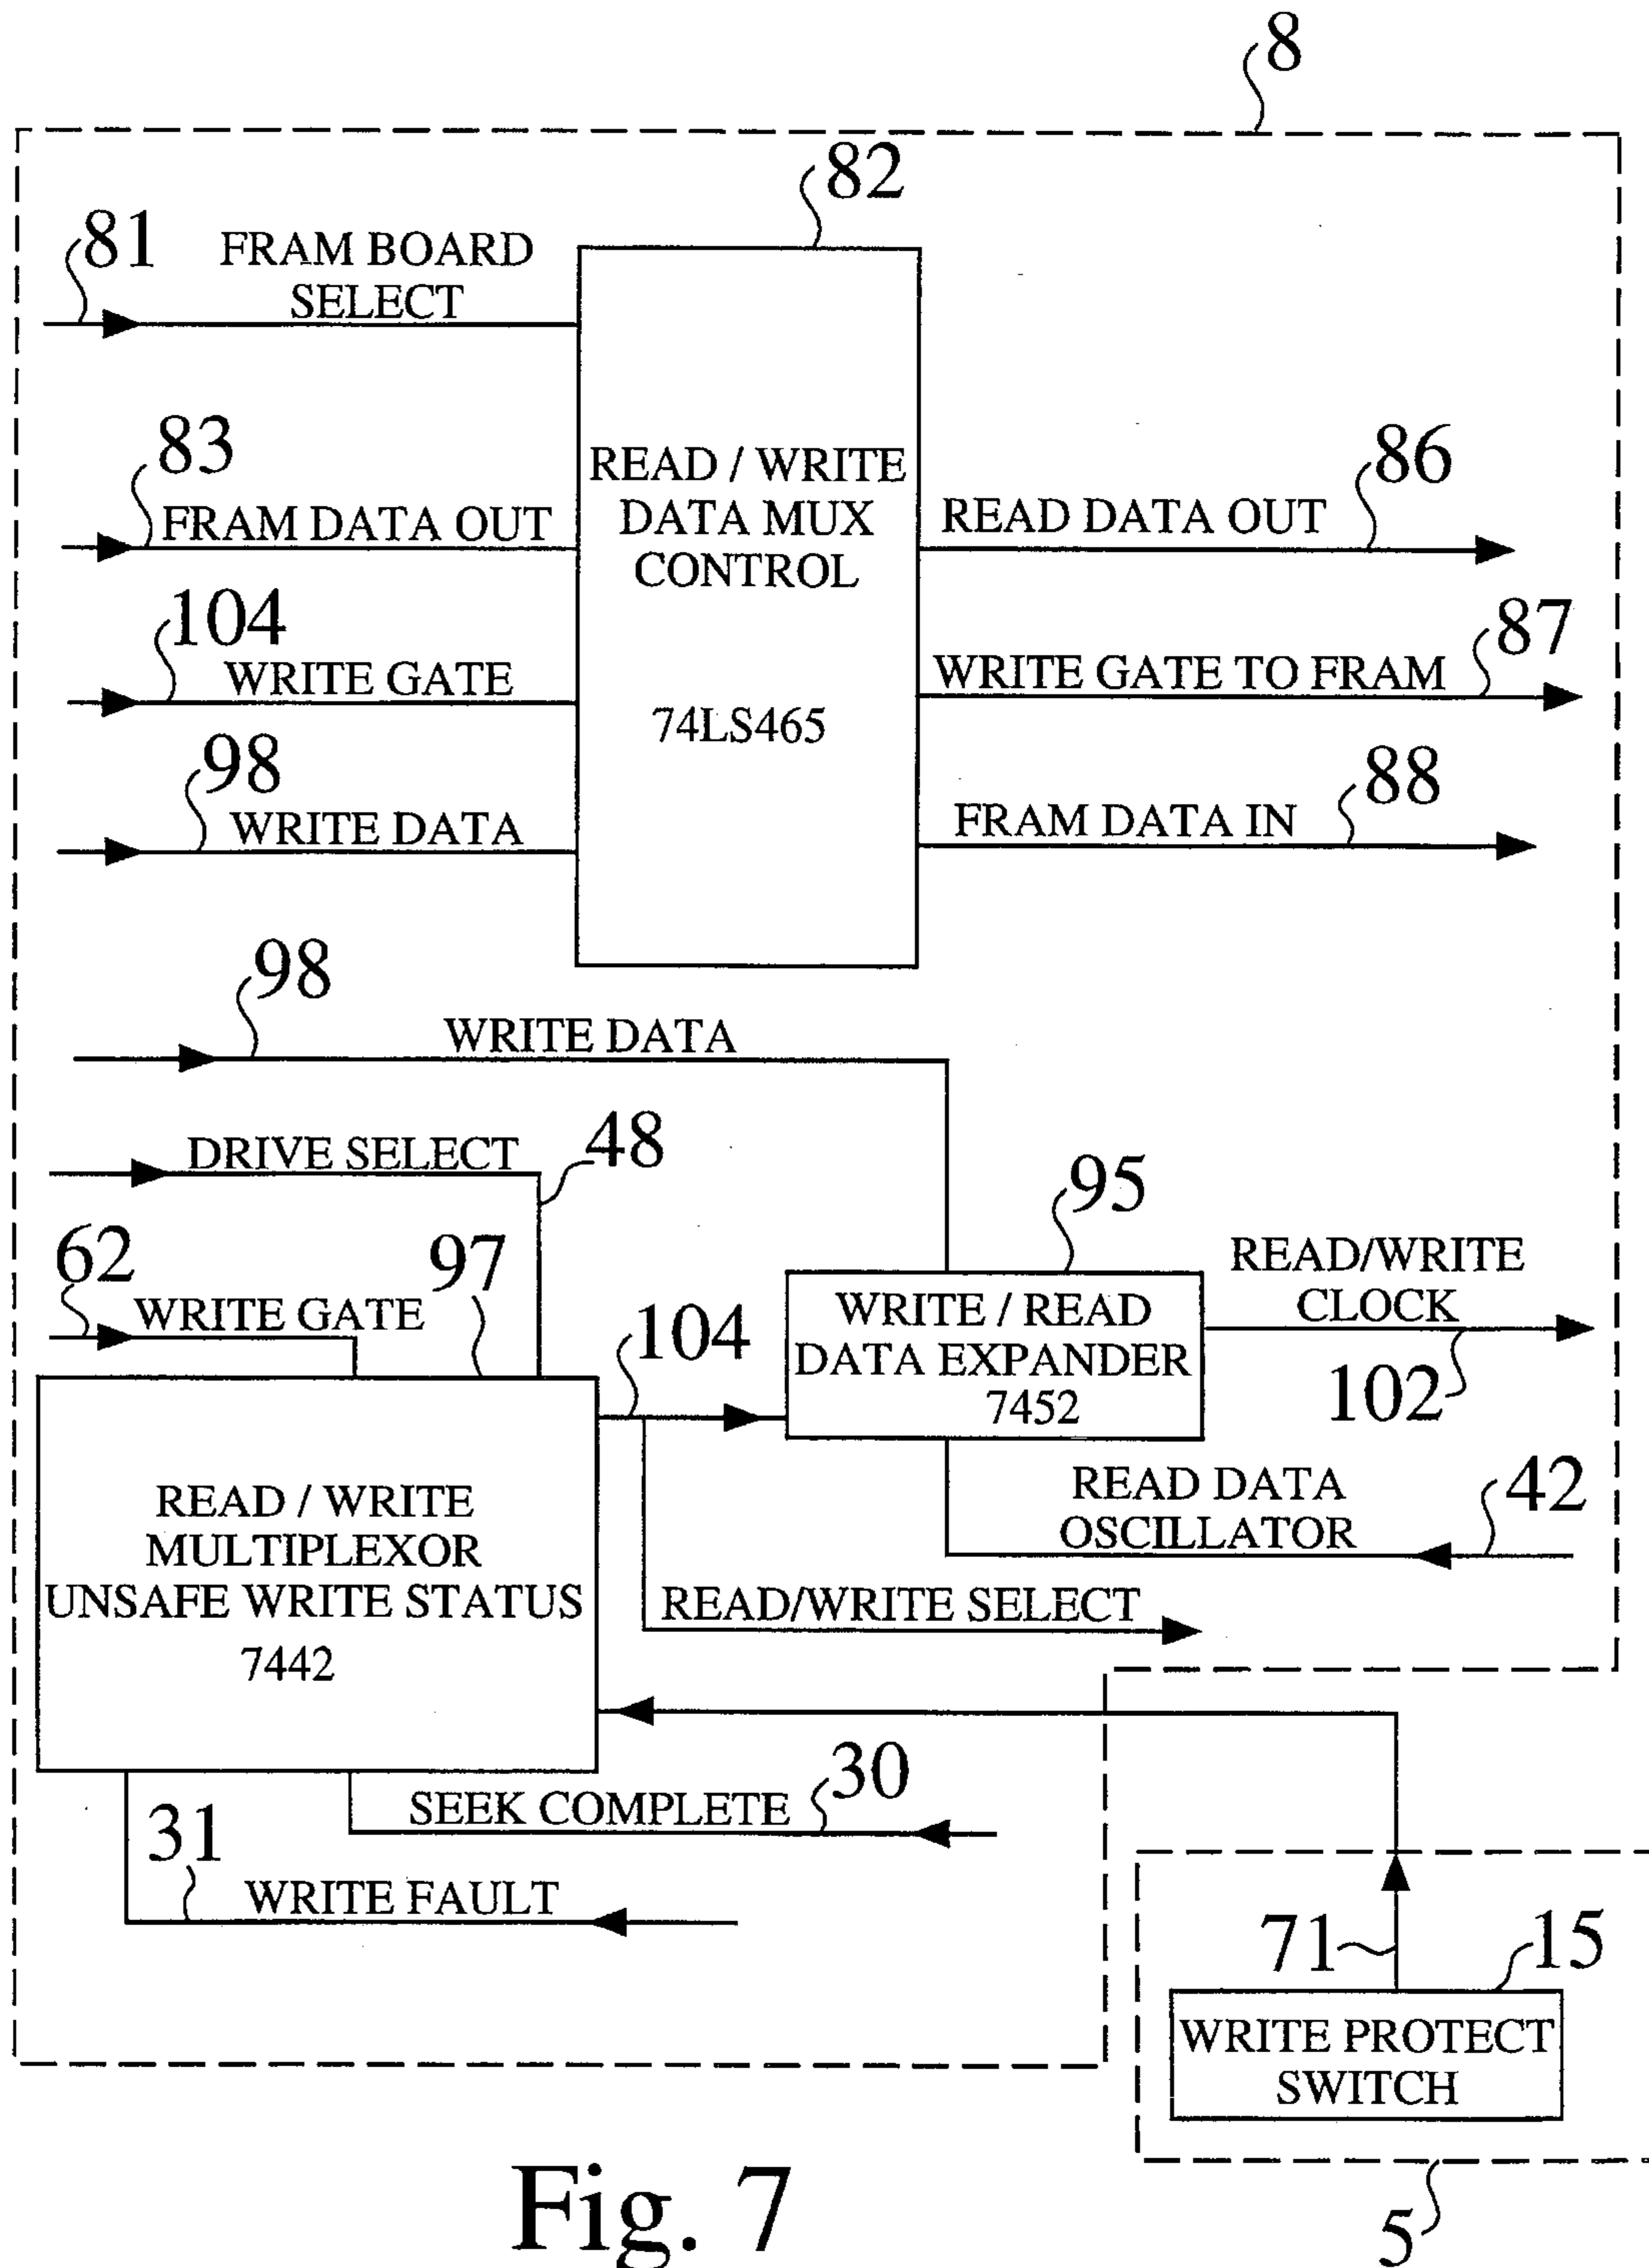 8
82
81
FRAM BOARD
SELECT
83
FRAM DATA OUT
READ / WRITE
DATA MUX
CONTROL
74LS465
86
READ DATA OUT
104
WRITE GATE
87
WRITE GATE TO FRAM
98
WRITE DATA
88
FRAM DATA IN
98
WRITE DATA
DRIVE SELECT
48
95
62
WRITE GATE
97
104
WRITE / READ
DATA EXPANDER
7452
READ/WRITE
CLOCK
102
READ DATA
OSCILLATOR
42
READ / WRITE
MULTIPLEXOR
UNSAFE WRITE STATUS
7442
READ/WRITE SELECT
SEEK COMPLETE
30
31
WRITE FAULT
71
15
WRITE PROTECT
SWITCH
5
Fig. 7